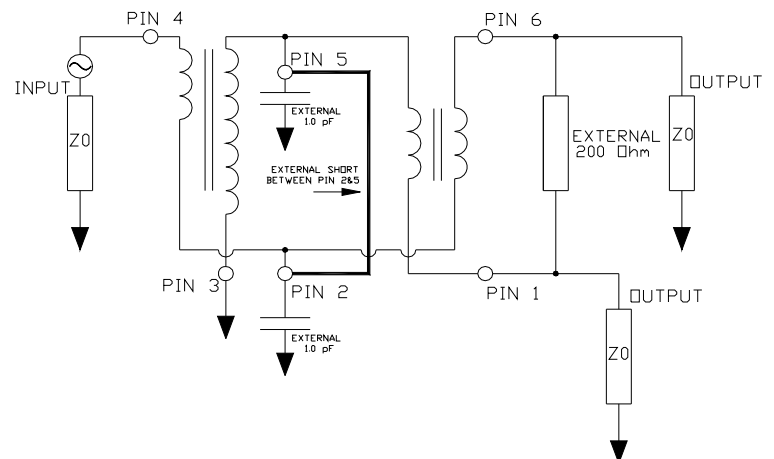 PIN 4
PIN 6
PIN 5
INPUT
OUTPUT
EXTERNAL
1.0 pF
Z0
EXTERNAL
200 Ohm
Z0
EXTERNAL SHORT
BETWEEN PIN 2&5
PIN 3
PIN 2
PIN 1
OUTPUT
EXTERNAL
1.0 pF
Z0